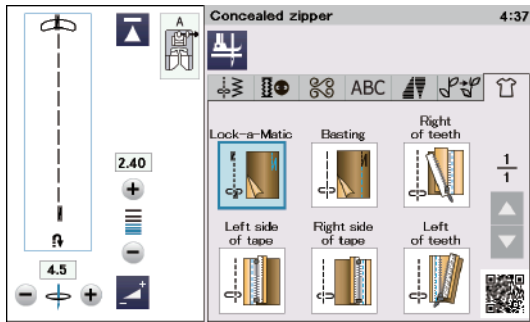 A
2.40
4.5
Concealed zipper 4:37
ABC
Lock-a-Matic
Basting
Right
of teeth
1
1
Left side
of tape
Right side
of tape
Left
of teeth